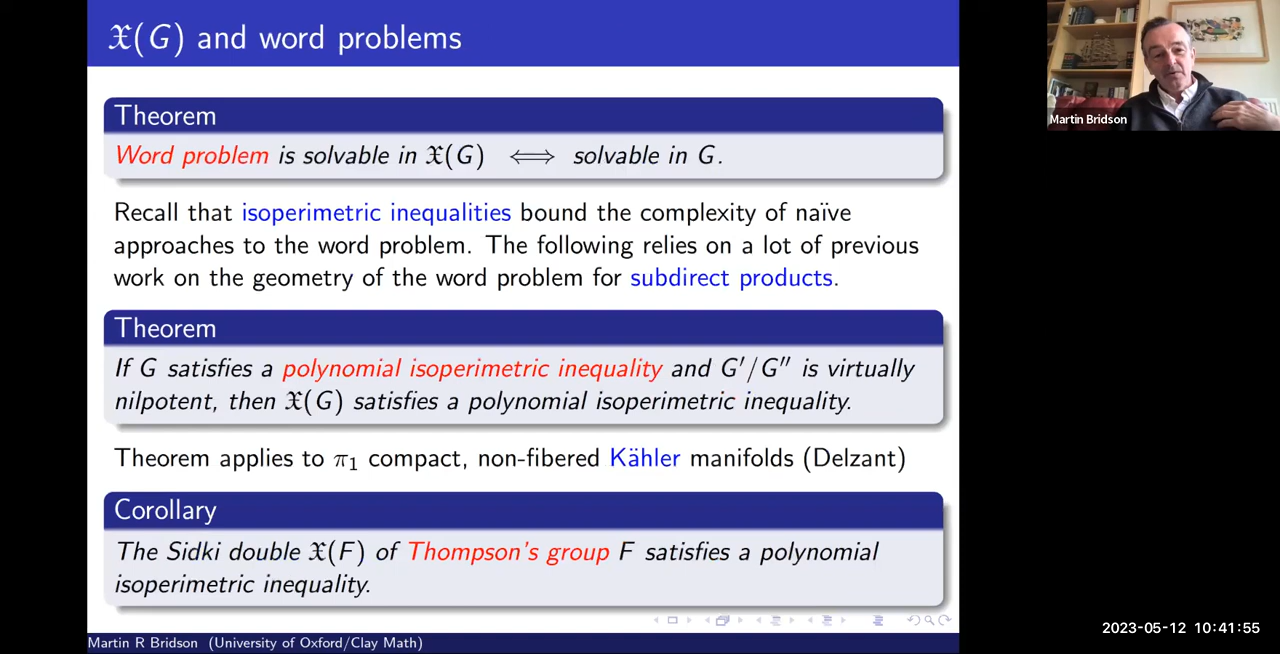 𝔛(G) and word problems
Theorem
Word problem is solvable in 𝔛(G) ⟺ solvable in G.
Recall that isoperimetric inequalities bound the complexity of naïve
approaches to the word problem. The following relies on a lot of previous
work on the geometry of the word problem for subdirect products.
Theorem
If G satisfies a polynomial isoperimetric inequality and G′/G″ is virtually
nilpotent, then 𝔛(G) satisfies a polynomial isoperimetric inequality.
Theorem applies to π₁ compact, non-fibered Kähler manifolds (Delzant)
Corollary
The Sidki double 𝔛(F) of Thompson's group F satisfies a polynomial
isoperimetric inequality.
Martin R Bridson (University of Oxford/Clay Math)
Martin Bridson
2023-05-12 10:41:55